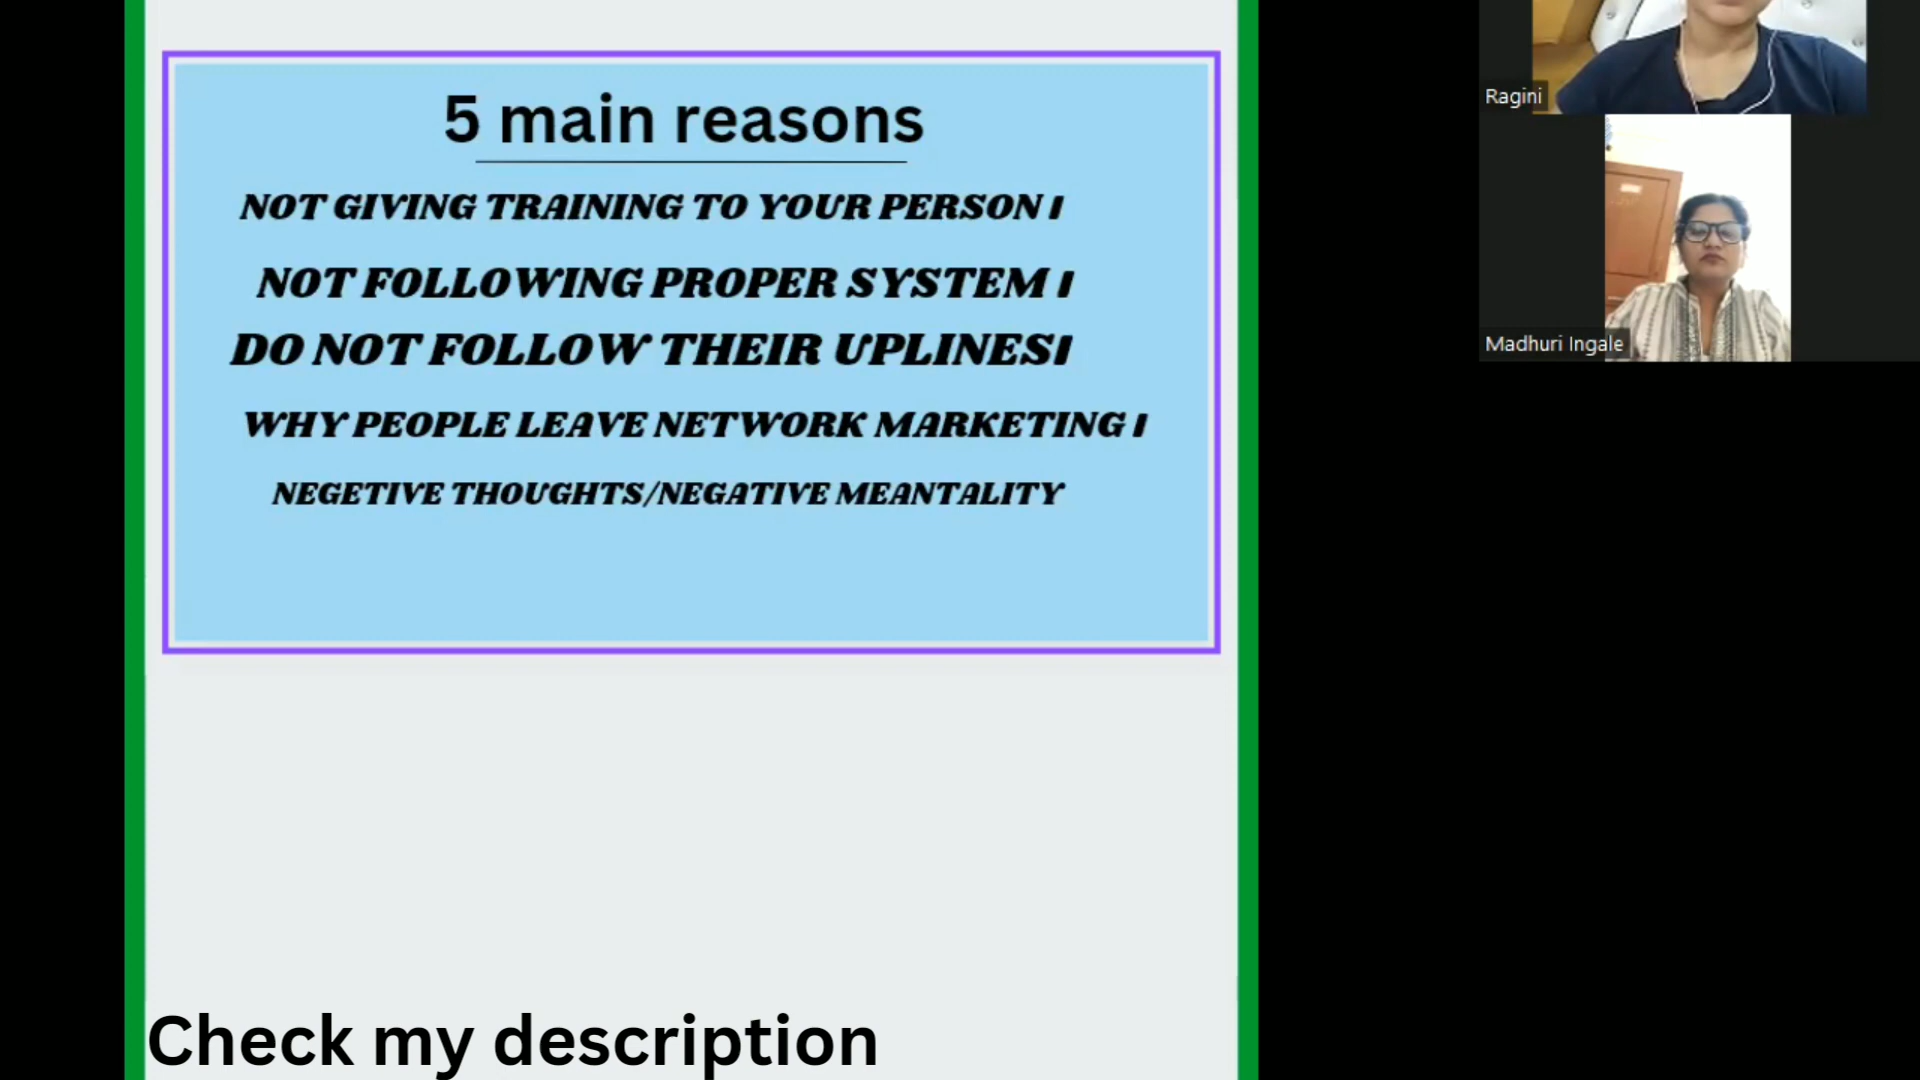 5 main reasons
NOT GIVING TRAINING TO YOUR PERSON I
NOT FOLLOWING PROPER SYSTEM I
DO NOT FOLLOW THEIR UPLINESI
WHY PEOPLE LEAVE NETWORK MARKETING I
NEGETIVE THOUGHTS/NEGATIVE MEANTALITY
Check my description
Ragini
Madhuri Ingale